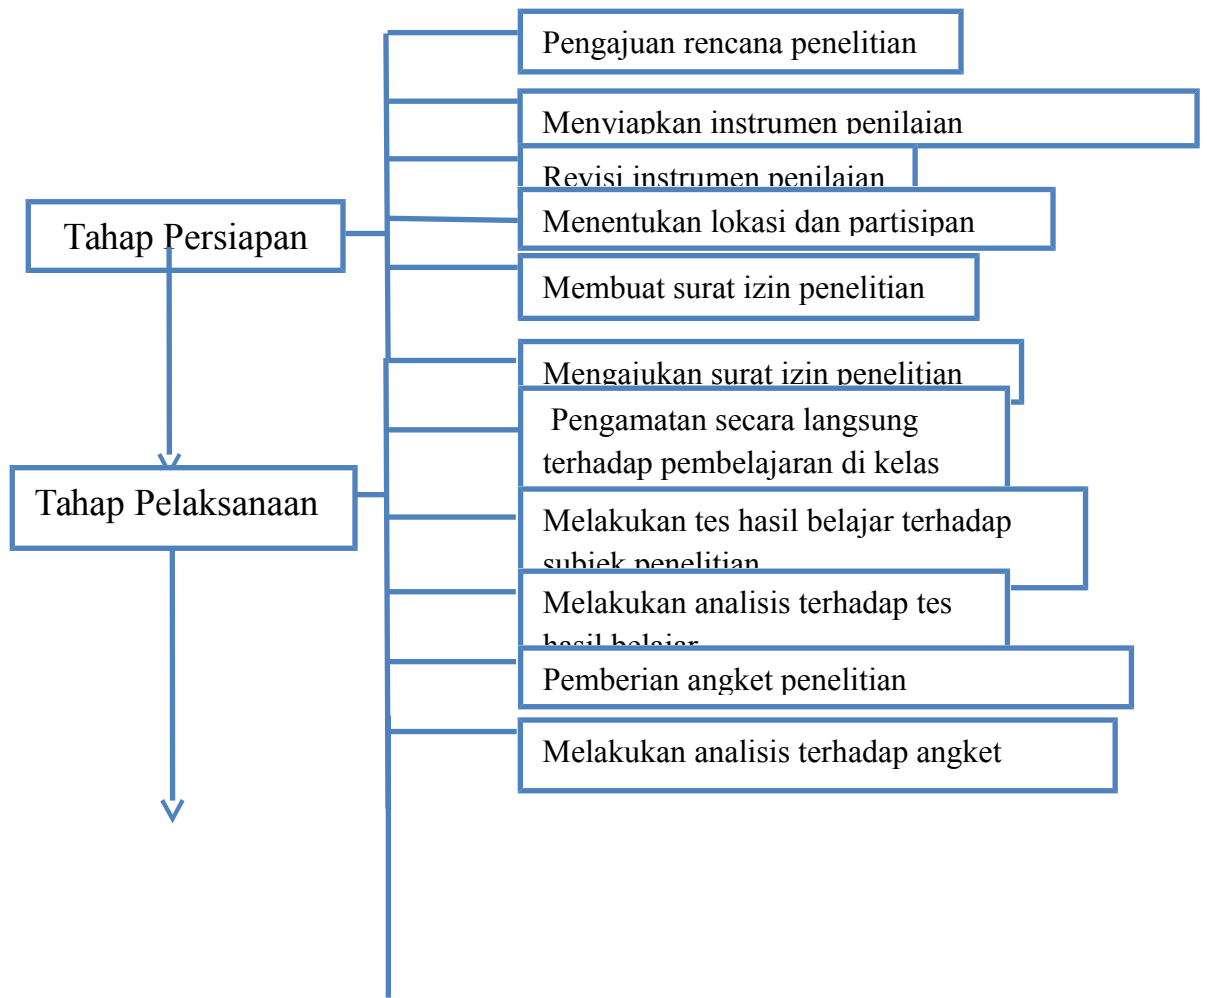 Pengajuan rencana penelitian
Menyiapkan instrumen penilaian
Revisi instrumen penilaian
Menentukan lokasi dan partisipan
Tahap Persiapan
Membuat surat izin penelitian
Mengajukan surat izin penelitian
Pengamatan secara langsung
terhadap pembelajaran di kelas
Tahap Pelaksanaan
Melakukan tes hasil belajar terhadap
subjek penelitian
Melakukan analisis terhadap tes
hasil belajar
Pemberian angket penelitian
Melakukan analisis terhadap angket